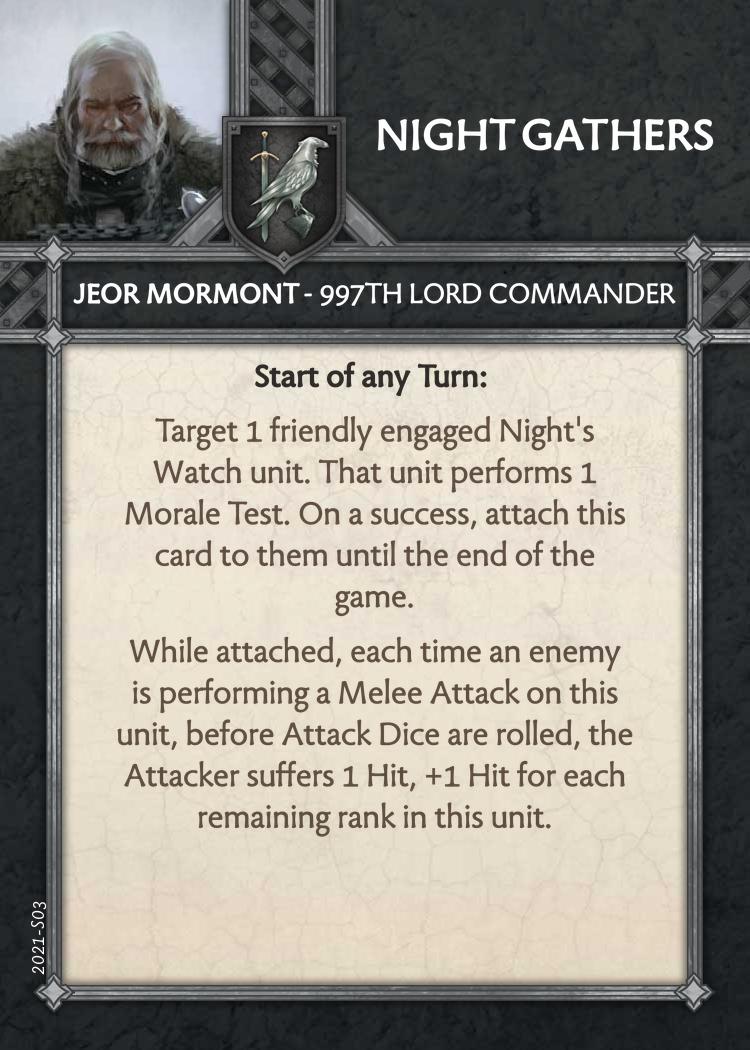 NIGHT GATHERS
JEOR MORMONT - 997TH LORD COMMANDER
Start of any Turn:
Target 1 friendly engaged Night's
Watch unit. That unit performs 1
Morale Test. On a success, attach this
card to them until the end of the
game.
While attached, each time an enemy
is performing a Melee Attack on this
unit, before Attack Dice are rolled, the
Attacker suffers 1 Hit, +1 Hit for each
remaining rank in this unit.
2021-S03